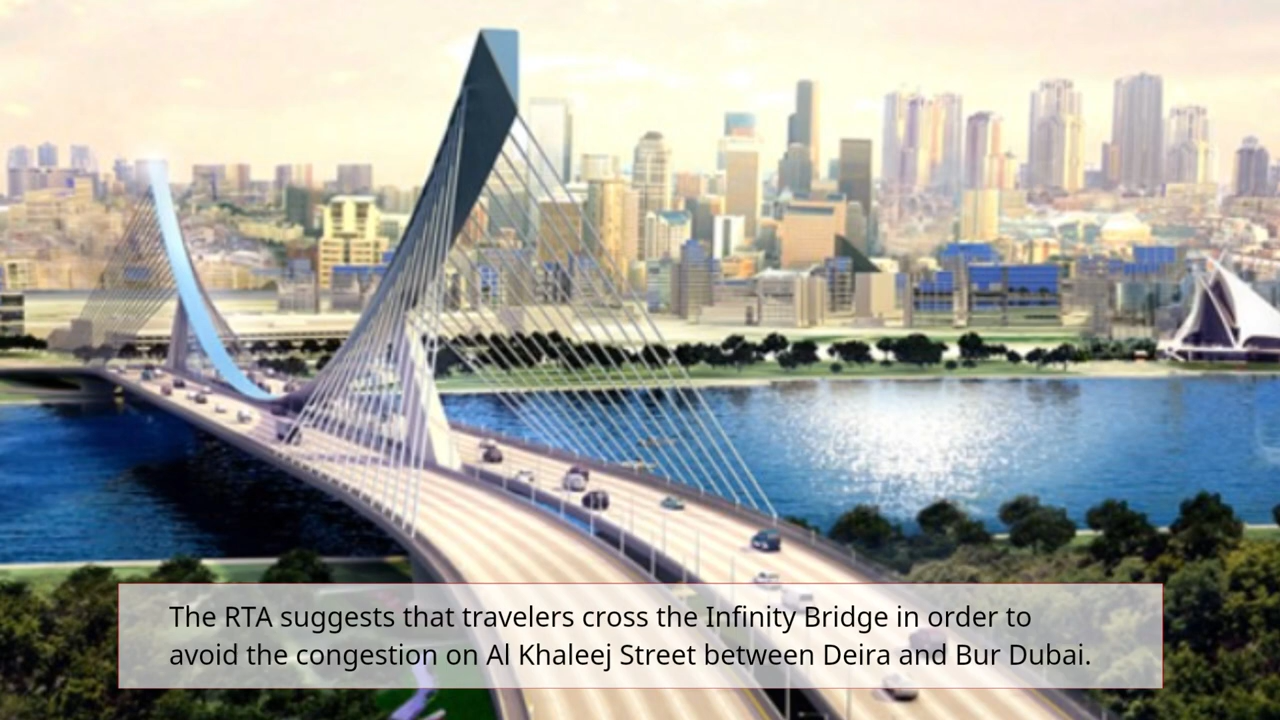 The RTA suggests that travelers cross the Infinity Bridge in order to
avoid the congestion on Al Khaleej Street between Deira and Bur Dubai.